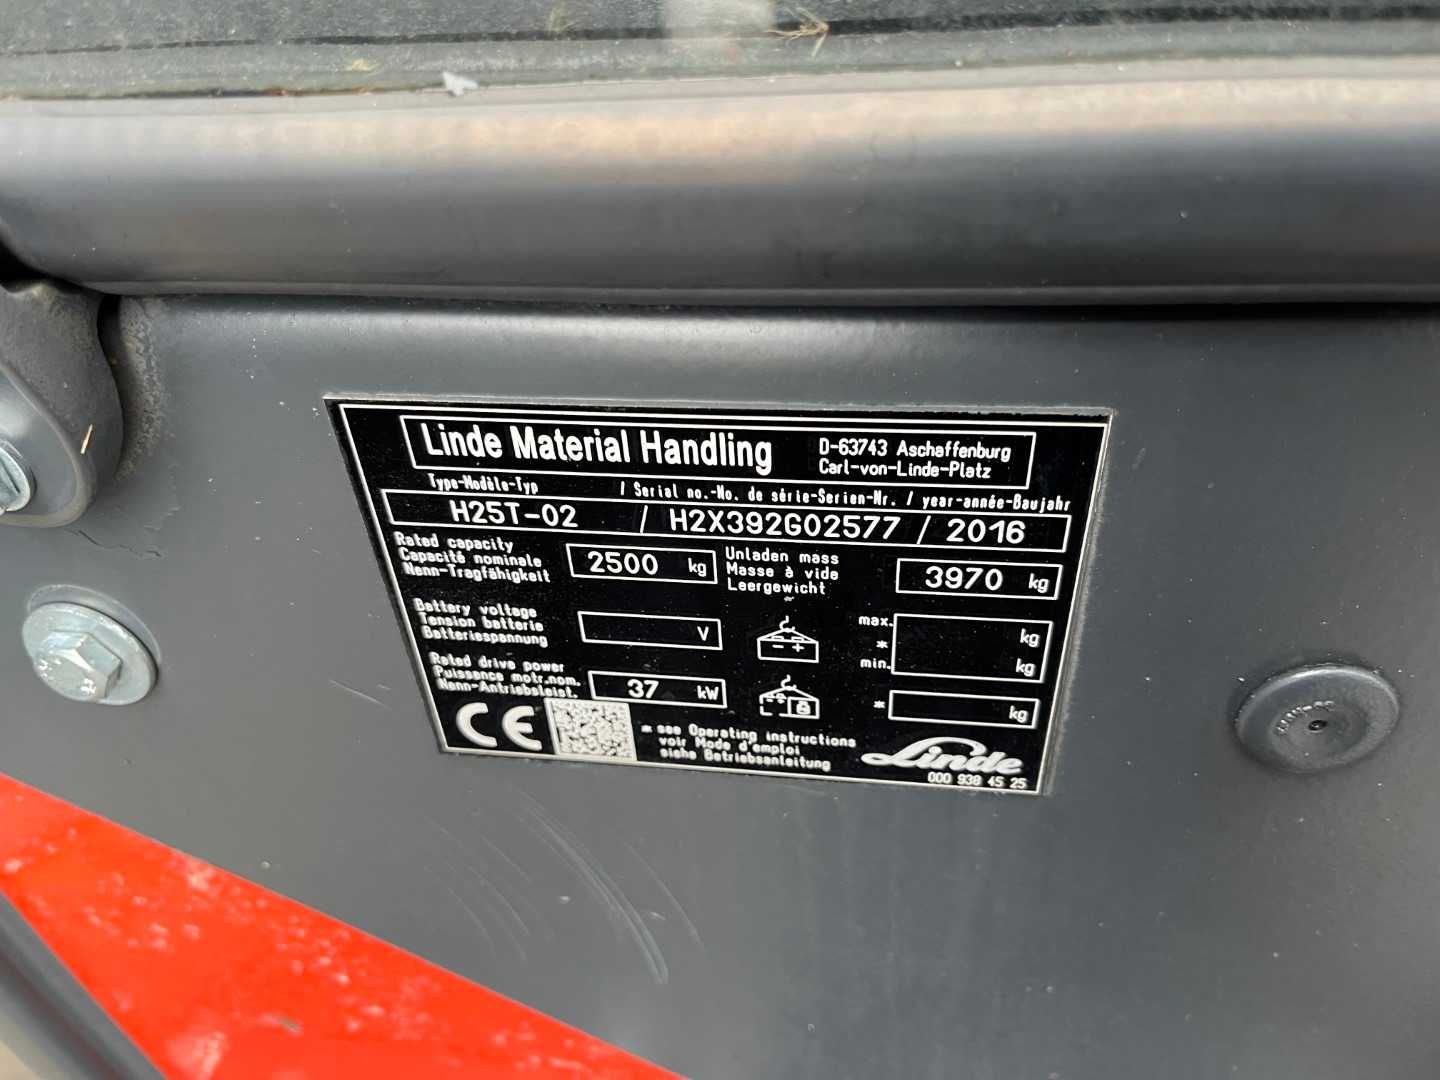 Linde Material Handling
D-63743 Aschaffenburg
Carl-von-Linde-Platz
Type-Modèle-Typ / Serial no.-No. de série-Serien-Nr. / year-année-Baujahr
H25T-02 / H2X392G02577 / 2016
Rated capacity
Capacité nominale
Nenn-Tragfähigkeit
2500 kg
Unladen mass
Masse à vide
Leergewicht
3970 kg
Battery voltage
Tension batterie
Batteriespannung
V
- +
max. kg
*
min. kg
Rated drive power
Puissance motr.nom.
Nenn-Antriebsleist.
37 kW
* kg
CE
* see Operating instructions
voir Mode d'emploi
siehe Betriebsanleitung
Linde
000 938 45 25